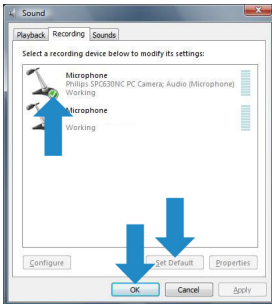 Sound
Playback
Recording
Sounds
Select a recording device below to modify its settings:
Microphone
Philips SPC630NC PC Camera; Audio (Microphone)
Working
Microphone
Working
Configure
Set Default
Properties
OK
Cancel
Apply